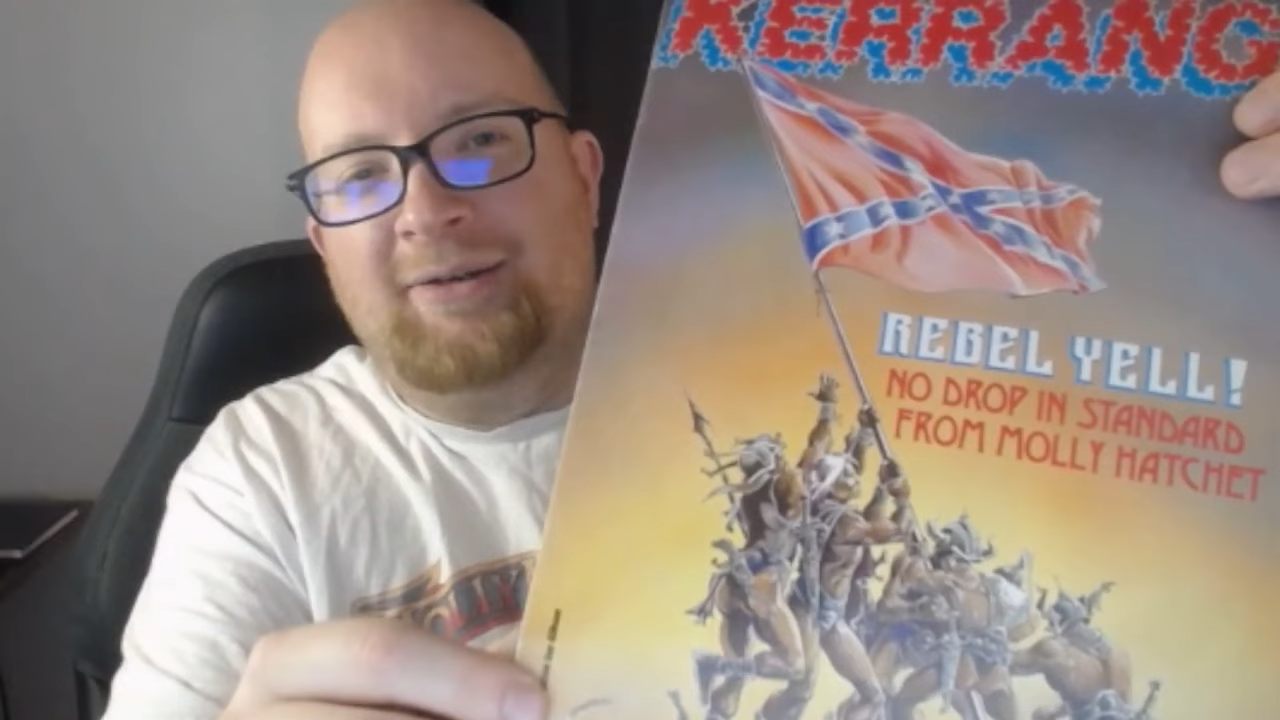 KERRANG
REBEL YELL!
NO DROP IN STANDARD
FROM MOLLY HATCHET